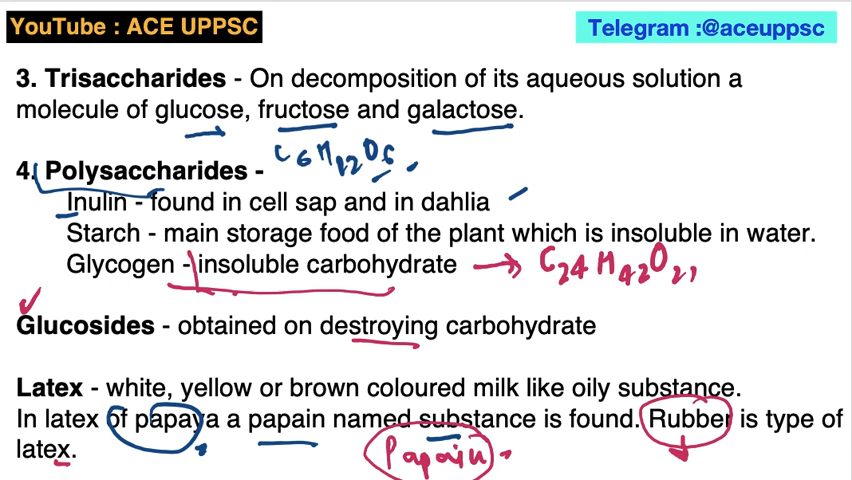 YouTube : ACE UPPSC
Telegram :@aceuppsc
3. Trisaccharides - On decomposition of its aqueous solution a
molecule of glucose, fructose and galactose.
C6H12O6
4. Polysaccharides -
Inulin - found in cell sap and in dahlia
Starch - main storage food of the plant which is insoluble in water.
Glycogen - insoluble carbohydrate → C24H42O21
Glucosides - obtained on destroying carbohydrate
Latex - white, yellow or brown coloured milk like oily substance.
In latex of papaya a papain named substance is found. Rubber is type of
latex.
Papain